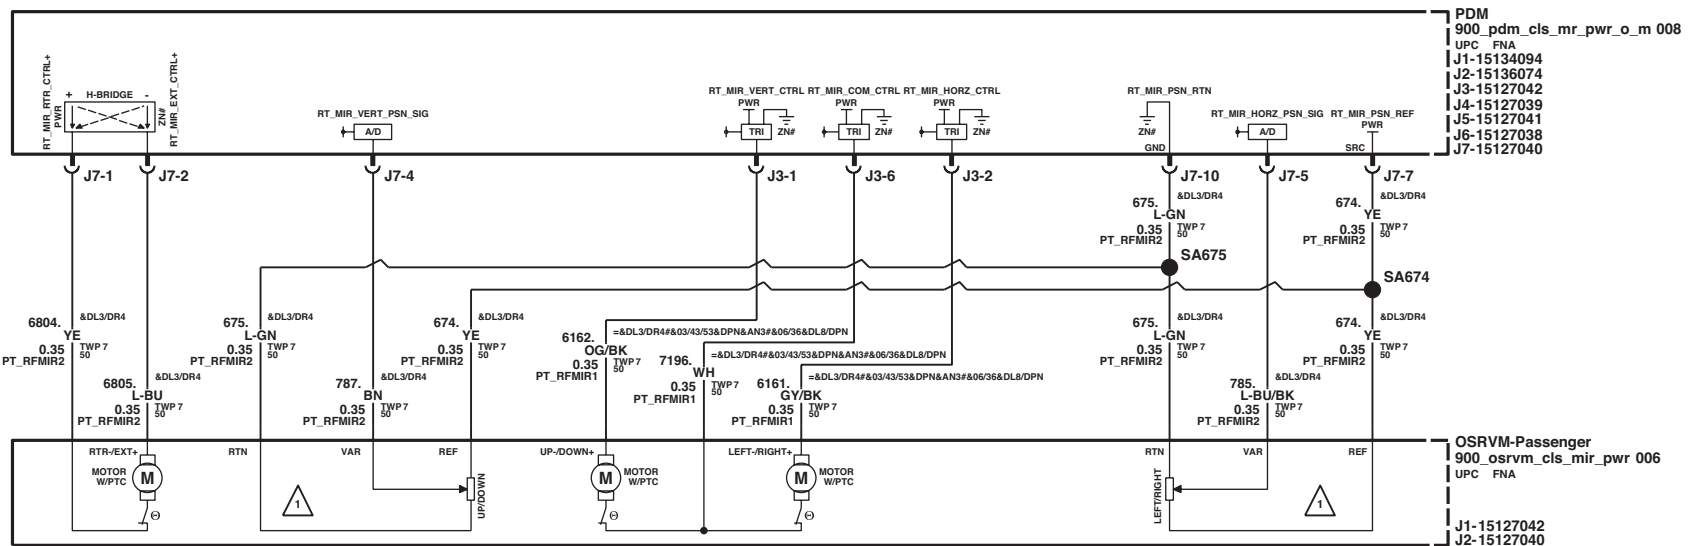 PDM
900_pdm_cls_mr_pwr_o_m 008
UPC FNA
J1-15134094
J2-15136074
J3-15127042
J4-15127039
J5-15127041
J6-15127038
J7-15127040
RT_MIR_RTR_CTRL+
PWR
+ H-BRIDGE -
ZN#
RT_MIR_EXT_CTRL+
RT_MIR_VERT_PSN_SIG
A/D
RT_MIR_VERT_CTRL
PWR
TRI
ZN#
RT_MIR_COM_CTRL
PWR
TRI
ZN#
RT_MIR_HORZ_CTRL
PWR
TRI
ZN#
RT_MIR_PSN_RTN
ZN#
GND
RT_MIR_HORZ_PSN_SIG
A/D
RT_MIR_PSN_REF
PWR
SRC
J7-1
J7-2
J7-4
J3-1
J3-6
J3-2
J7-10
J7-5
J7-7
675. &DL3/DR4
L-GN
0.35 TWP 7
PT_RFMIR2 50
674. &DL3/DR4
YE
0.35 TWP 7
PT_RFMIR2 50
SA675
SA674
6804. &DL3/DR4
YE
0.35 TWP 7
PT_RFMIR2 50
6805. &DL3/DR4
L-BU
0.35 TWP 7
PT_RFMIR2 50
675. &DL3/DR4
L-GN
0.35 TWP 7
PT_RFMIR2 50
787. &DL3/DR4
BN
0.35 TWP 7
PT_RFMIR2 50
674. &DL3/DR4
YE
0.35 TWP 7
PT_RFMIR2 50
6162. =&DL3/DR4#&03/43/53&DPN&AN3#&06/36&DL8/DPN
OG/BK
0.35 TWP 7
PT_RFMIR1 50
7196. =&DL3/DR4#&03/43/53&DPN&AN3#&06/36&DL8/DPN
WH
0.35 TWP 7
PT_RFMIR1 50
6161. =&DL3/DR4#&03/43/53&DPN&AN3#&06/36&DL8/DPN
GY/BK
0.35 TWP 7
PT_RFMIR1 50
675. &DL3/DR4
L-GN
0.35 TWP 7
PT_RFMIR2 50
785. &DL3/DR4
L-BU/BK
0.35 TWP 7
PT_RFMIR2 50
674. &DL3/DR4
YE
0.35 TWP 7
PT_RFMIR2 50
OSRVM-Passenger
900_osrvm_cls_mir_pwr 006
UPC FNA
J1-15127042
J2-15127040
RTR-/EXT+
MOTOR
W/PTC
M
RTN
VAR
REF
1
UP/DOWN
UP-/DOWN+
M
MOTOR
W/PTC
LEFT-/RIGHT+
M
MOTOR
W/PTC
RTN
VAR
REF
LEFT/RIGHT
1